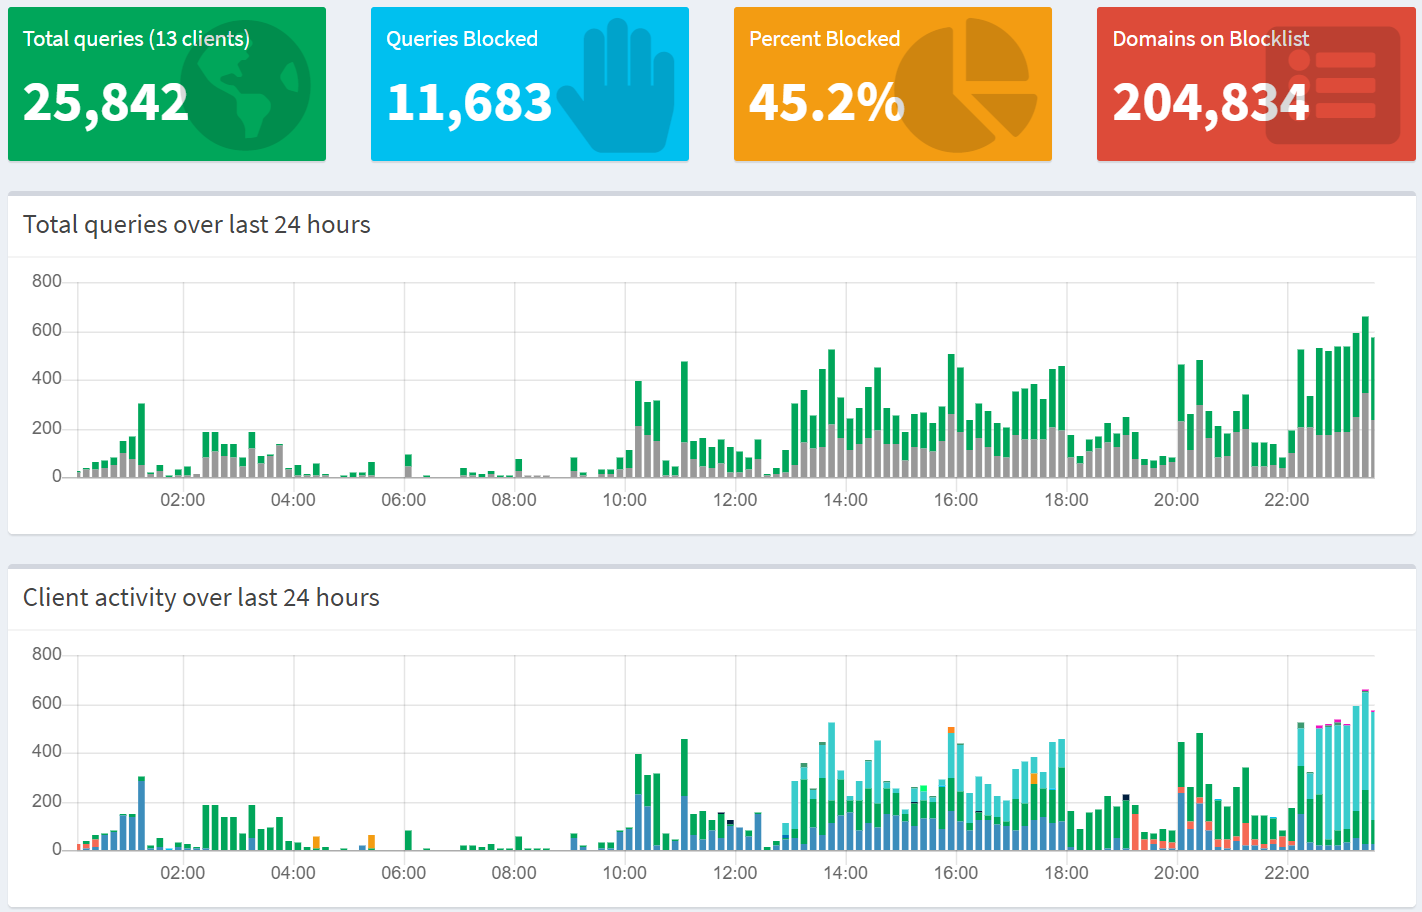 Total queries (13 clients)
25,842
Queries Blocked
11,683
Percent Blocked
45.2%
Domains on Blocklist
204,834
Total queries over last 24 hours
800
600
400
200
0
02:00 04:00 06:00 08:00 10:00 12:00 14:00 16:00 18:00 20:00 22:00
Client activity over last 24 hours
800
600
400
200
0
02:00 04:00 06:00 08:00 10:00 12:00 14:00 16:00 18:00 20:00 22:00